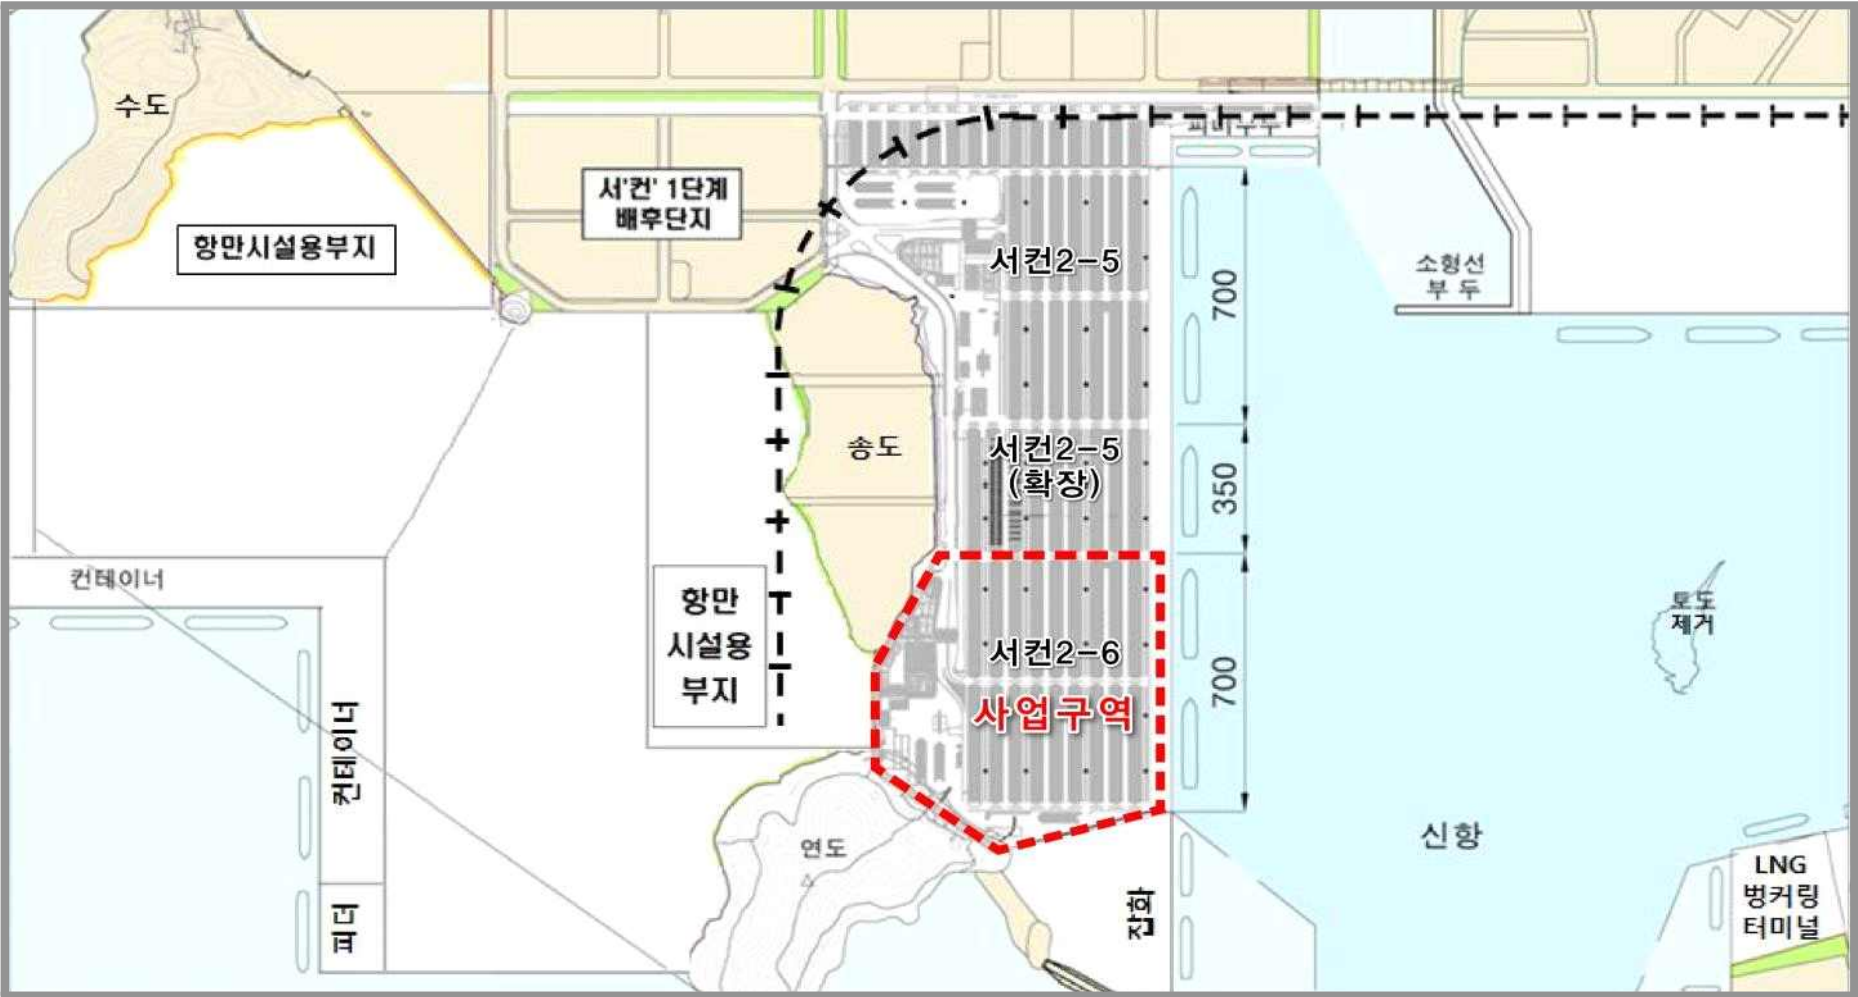 수도
서'컨' 1단계
배후단지
항만시설용부지
서컨2-5
소형선
부 두
700
송도
서컨2-5
(확장)
350
컨테이너
항만
시설용
부지
토도
제거
서컨2-6
사업구역
700
컨테이너
연도
신항
LNG
벙커링
터미널
피더
잡화